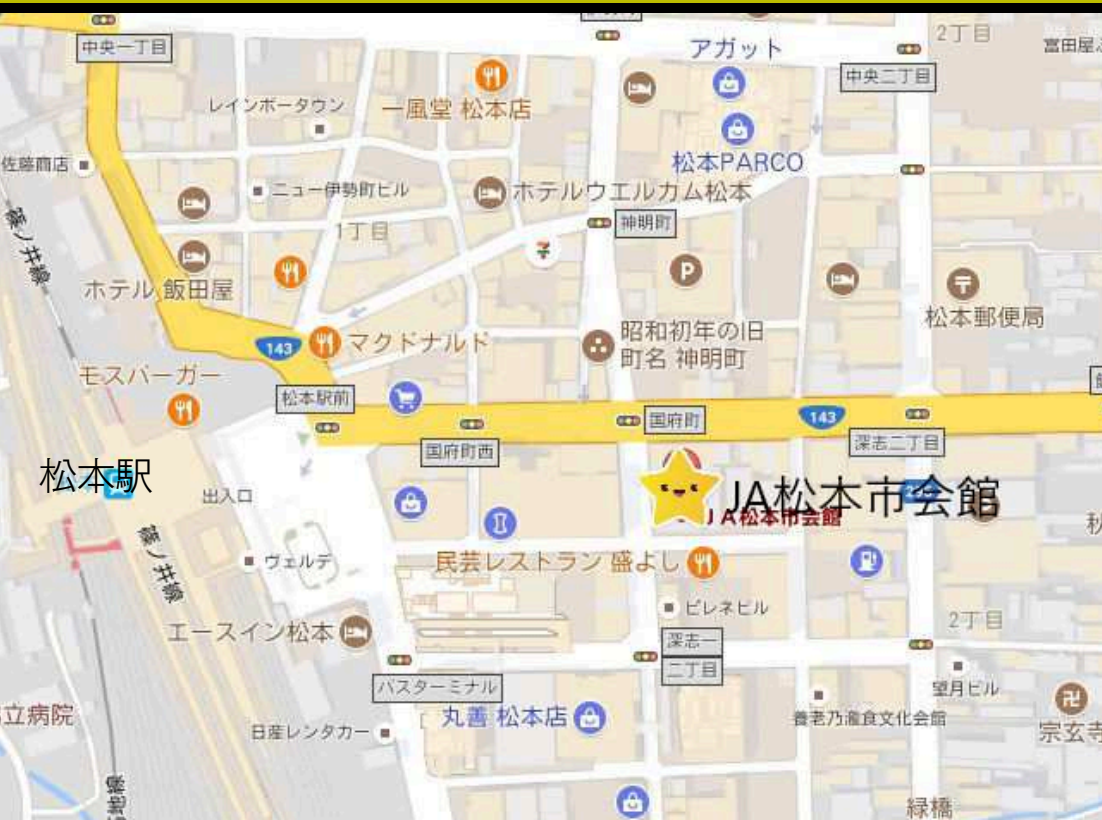 中央一丁目
アガット
2丁目
中央二丁目
レインボータウン
一風堂 松本店
松本PARCO
佐藤商店
ニュー伊勢町ビル
ホテルウエルカム松本
神明町
1丁目
篠ノ井線
ホテル 飯田屋
松本郵便局
143
マクドナルド
昭和初年の旧
町名 神明町
モスバーガー
松本駅前
国府町
143
国府町西
深志二丁目
松本駅
出入口
JA松本市会館
JA松本市会館
篠ノ井線
ヴェルデ
民芸レストラン 盛よし
ピレネビル
エースイン松本
深志一
二丁目
2丁目
バスターミナル
望月ビル
立病院
丸善 松本店
養老乃瀧食文化会館
日産レンタカー
宗玄寺
緑橋